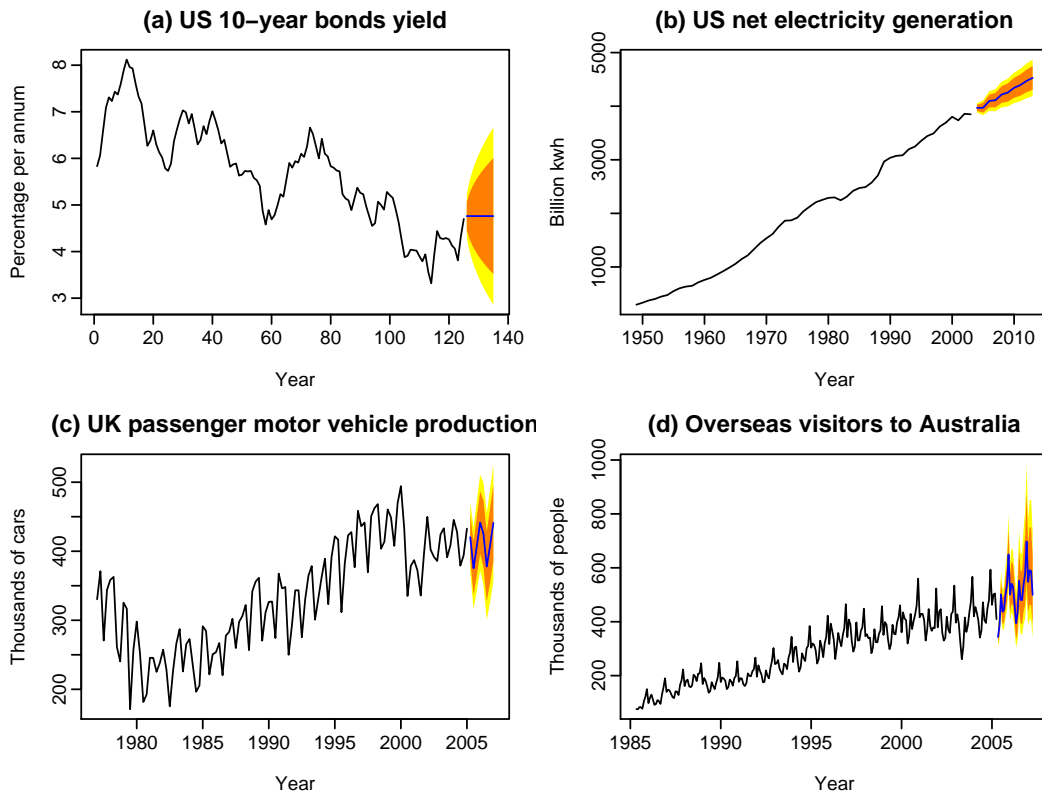 (a) US 10−year bonds yield
Percentage per annum
3 4 5 6 7 8
0 20 40 60 80 100 120 140
Year
(b) US net electricity generation
Billion kwh
1000 3000 5000
1950 1960 1970 1980 1990 2000 2010
Year
(c) UK passenger motor vehicle production
Thousands of cars
200 300 400 500
1980 1985 1990 1995 2000 2005
Year
(d) Overseas visitors to Australia
Thousands of people
200 400 600 800 1000
1985 1990 1995 2000 2005
Year